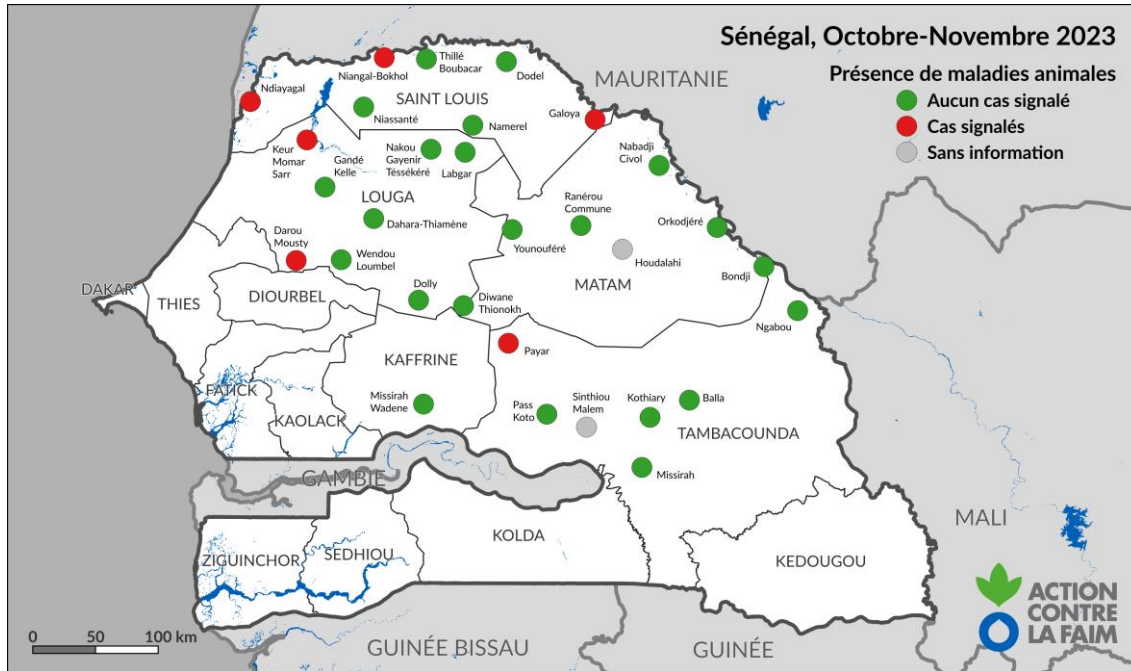 Sénégal, Octobre-Novembre 2023
Présence de maladies animales
Aucun cas signalé
Cas signalés
Sans information
MAURITANIE
Niangal-Bokhol
Thillé
Boubacar
Dodel
Ndiayagal
SAINT LOUIS
Niassanté
Galoya
Namerel
Keur
Momar
Sarr
Gandé
Kelle
Nakou
Gayenir
Téssékéré
Labgar
Nabadji
Civol
LOUGA
Ranérou
Commune
Dahara-Thiamène
Younouféré
Orkodjéré
Darou
Mousty
Wendou
Loumbel
Houdalahi
Bondji
DAKAR
THIES
DIOURBEL
Dolly
Diwane
Thionokh
MATAM
Ngabou
Payar
KAFFRINE
FATICK
KAOLACK
Missirah
Wadene
Pass
Koto
Sinthiou
Malem
Kothiary
Balla
TAMBACOUNDA
Missirah
GAMBIE
MALI
ZIGUINCHOR
SEDHIOU
KOLDA
KEDOUGOU
GUINÉE BISSAU
GUINÉE
0 50 100 km
ACTION
CONTRE
LA FAIM